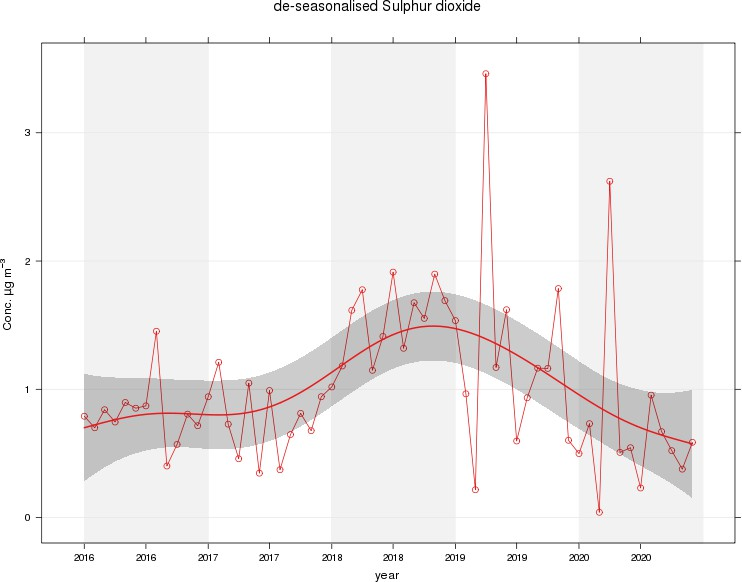 de-seasonalised Sulphur dioxide
3
2
1
0
Conc. µg m⁻³
2016 2016 2017 2017 2018 2018 2019 2019 2020 2020
year